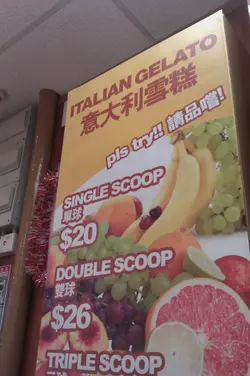 ITALIAN GELATO
意大利雪糕
pls try!! 請品嚐!
SINGLE SCOOP
單球
$20
DOUBLE SCOOP
雙球
$26
TRIPLE SCOOP